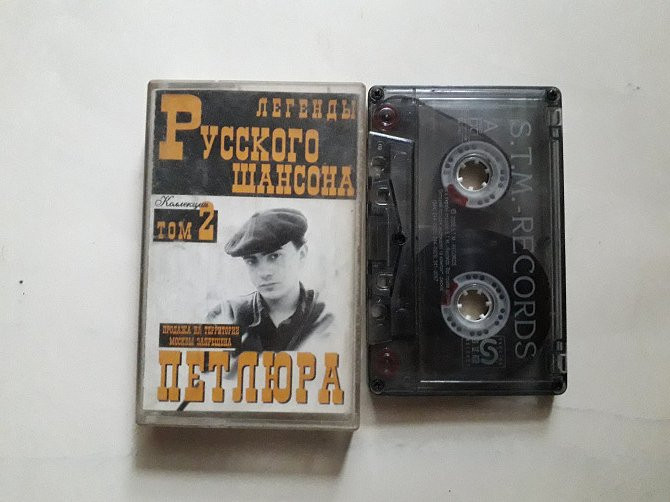 ЛЕГЕНДЫ
РУССКОГО
ШАНСОНА
Коллекция
ТОМ 2
ПРОДАЖА НА ТЕРРИТОРИИ
МОСКВЫ ЗАПРЕЩЕНА
ПЕТЛЮРА
A
S.T.M.-RECORDS